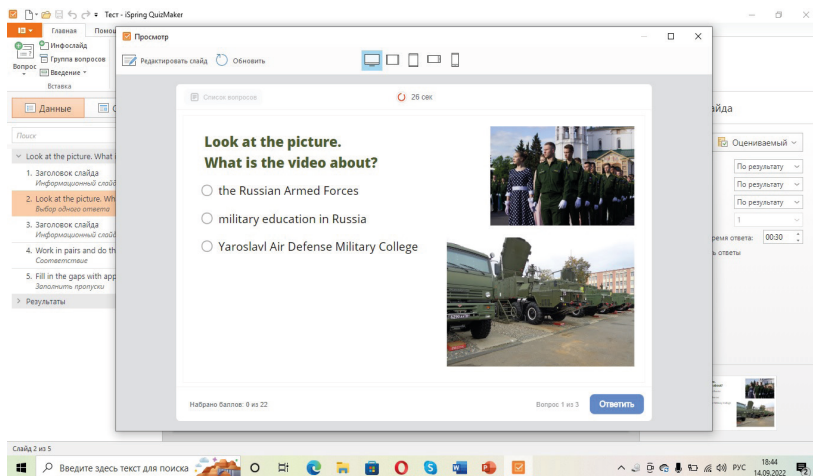 Тест - iSpring QuizMaker
Главная
Вопрос
Инфослайд
Группа вопросов
Введение
Вставка
Данные
Поиск
Look at the picture. What i
1. Заголовок слайда
Информационный слайд
2. Look at the picture. Wh
Выбор одного ответа
3. Заголовок слайда
Информационный слайд
4. Work in pairs and do th
Соответствие
5. Fill in the gaps with app
Заполнить пропуски
Результаты
Просмотр
Редактировать слайд
Обновить
Список вопросов
26 сек
Look at the picture.
What is the video about?
the Russian Armed Forces
military education in Russia
Yaroslavl Air Defense Military College
Набрано баллов: 0 из 22
Вопрос 1 из 3
Ответить
айда
Оцениваемый
По результату
По результату
По результату
1
ремя ответа: 00:30
ь ответы
Слайд 2 из 5
Введите здесь текст для поиска
РУС
18:44
14.09.2022